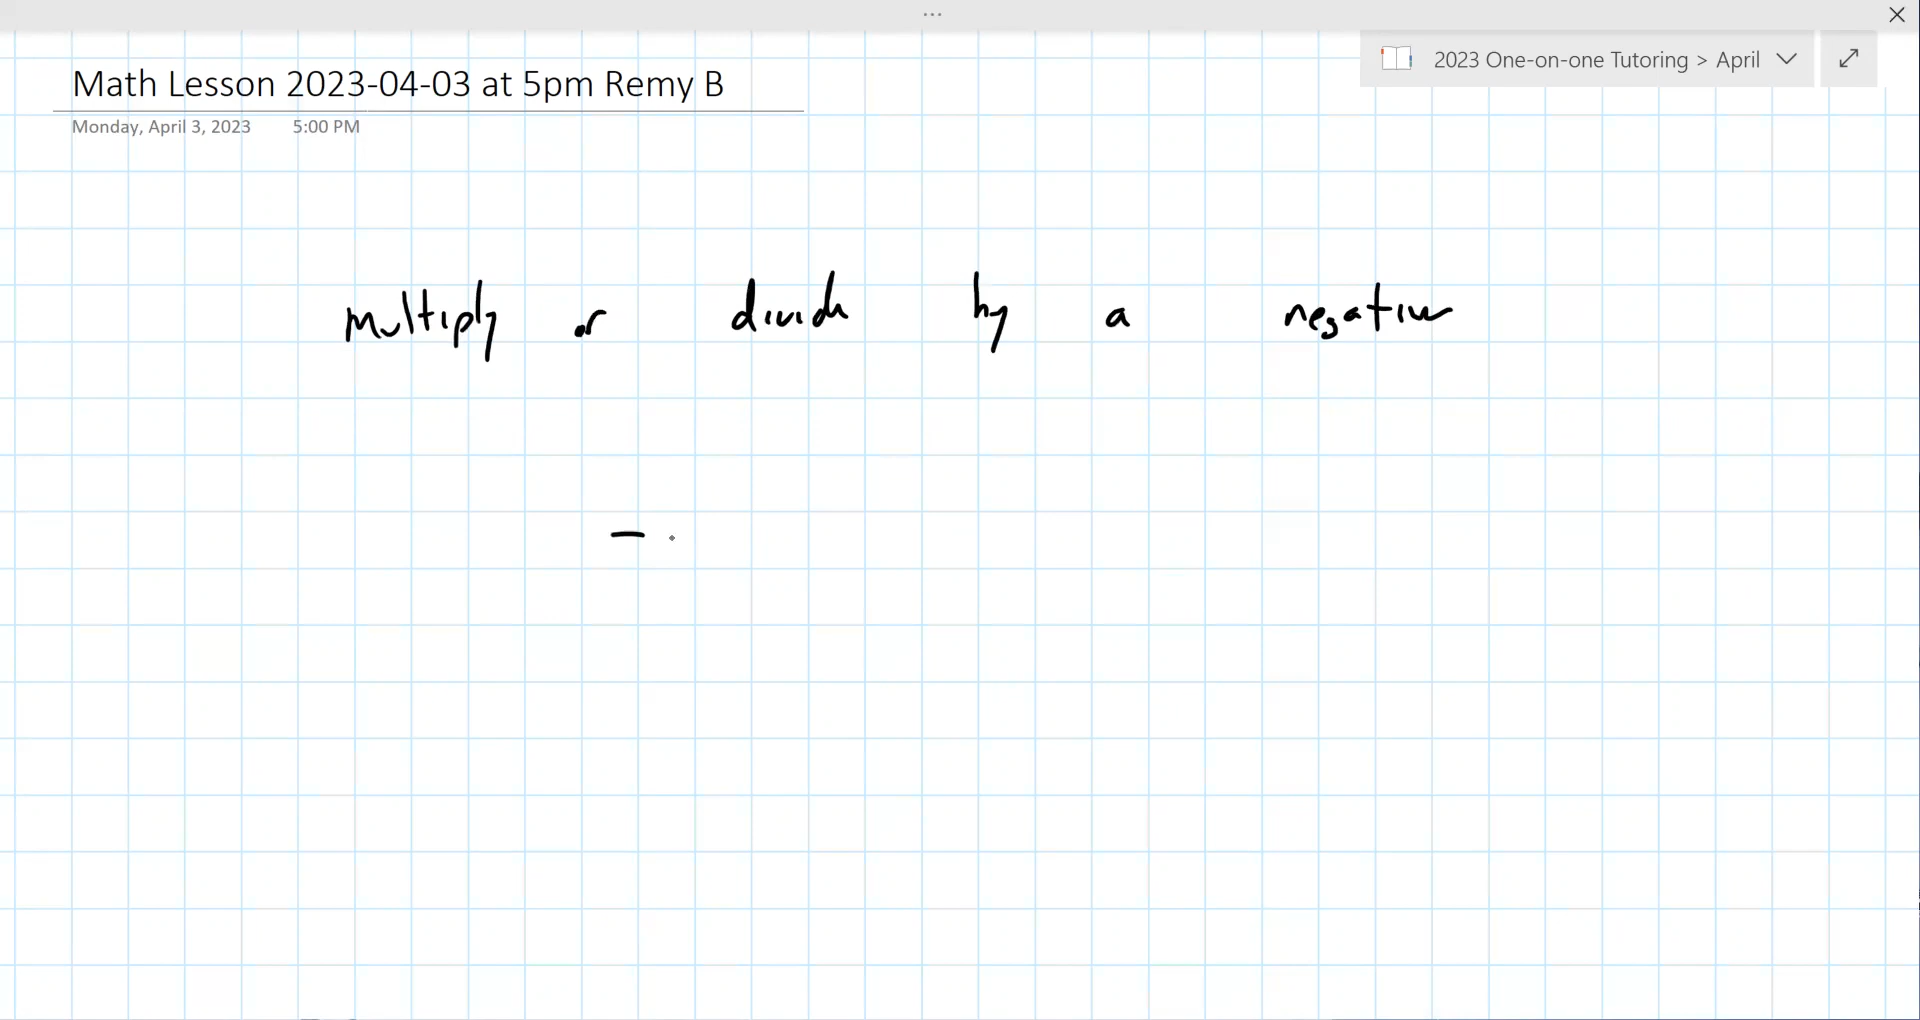 2023 One-on-one Tutoring > April
Math Lesson 2023-04-03 at 5pm Remy B
Monday, April 3, 2023 5:00 PM
multiply or divide by a negative
−